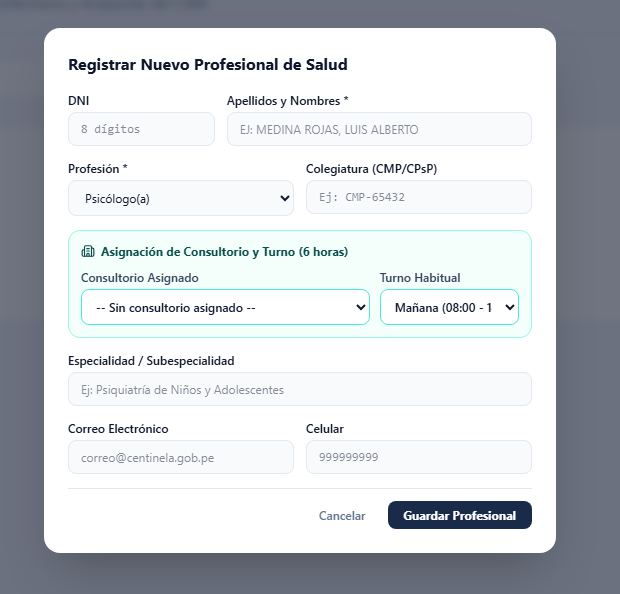 Registrar Nuevo Profesional de Salud
DNI
Apellidos y Nombres *
8 dígitos
EJ: MEDINA ROJAS, LUIS ALBERTO
Profesión *
Colegiatura (CMP/CPsP)
Psicólogo(a)
Ej: CMP-65432
Asignación de Consultorio y Turno (6 horas)
Consultorio Asignado
Turno Habitual
-- Sin consultorio asignado --
Mañana (08:00 - 1
Especialidad / Subespecialidad
Ej: Psiquiatría de Niños y Adolescentes
Correo Electrónico
Celular
correo@centinela.gob.pe
999999999
Cancelar
Guardar Profesional